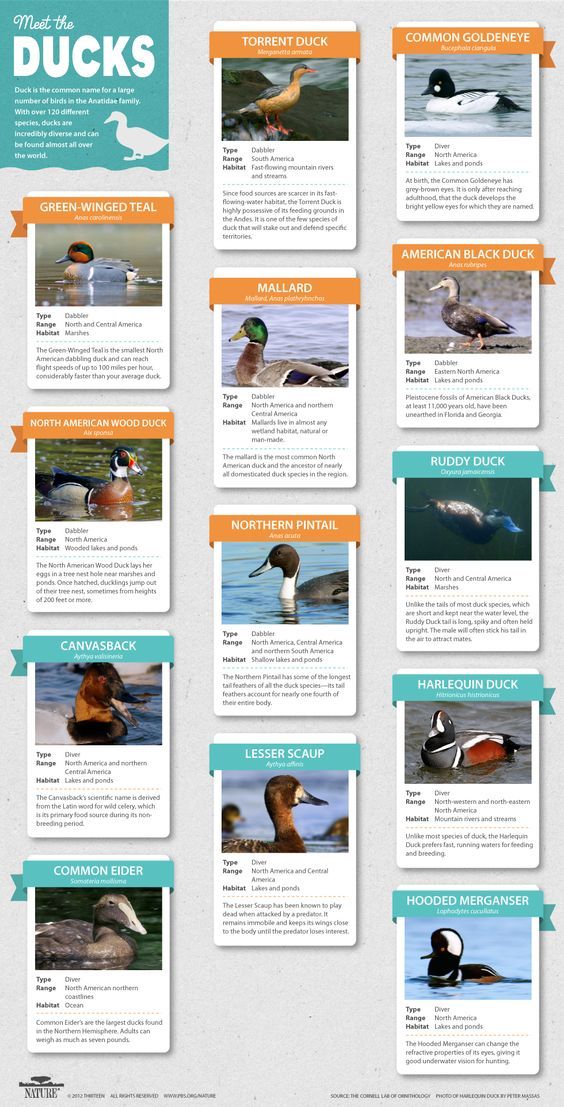 Meet the
DUCKS
Duck is the common name for a large
number of birds in the Anatidae family.
With over 120 different
species, ducks are
incredibly diverse and can
be found almost all over
the world.
GREEN-WINGED TEAL
Anas carolinensis
Type Dabbler
Range North and Central America
Habitat Marshes
The Green-Winged Teal is the smallest North
American dabbling duck and can reach
flight speeds of up to 100 miles per hour,
considerably faster than your average duck.
NORTH AMERICAN WOOD DUCK
Aix sponsa
Type Dabbler
Range North America
Habitat Wooded lakes and ponds
The North American Wood Duck lays her
eggs in a tree nest hole near marshes and
ponds. Once hatched, ducklings jump out
of their tree nest, sometimes from heights
of 200 feet or more.
CANVASBACK
Aythya valisineria
Type Diver
Range North America and northern
Central America
Habitat Lakes and ponds
The Canvasback's scientific name is derived
from the Latin word for wild celery, which
is its primary food source during its non-
breeding period.
COMMON EIDER
Somateria mollisma
Type Diver
Range North American northern
coastlines
Habitat Ocean
Common Eider's are the largest ducks found
in the Northern Hemisphere. Adults can
weigh as much as seven pounds.
TORRENT DUCK
Merganetta armata
Type Dabbler
Range South America
Habitat Fast-flowing mountain rivers
and streams
Since food sources are scarcer in its fast-
flowing-water habitat, the Torrent Duck is
highly possessive of its feeding grounds in
the Andes. It is one of the few species of
duck that will stake out and defend specific
territories.
MALLARD
Mallard, Anas plathryhnchos
Type Dabbler
Range North America and northern
Central America
Habitat Mallards live in almost any
wetland habitat, natural or
man-made.
The mallard is the most common North
American duck and the ancestor of nearly
all domesticated duck species in the region.
NORTHERN PINTAIL
Anas acuta
Type Dabbler
Range North America, Central America
and northern South America
Habitat Shallow lakes and ponds
The Northern Pintail has some of the longest
tail feathers of all the duck species—its tail
feathers account for nearly one fourth of
their entire body.
LESSER SCAUP
Aythya affinis
Type Diver
Range North America and Central
America
Habitat Lakes and ponds
The Lesser Scaup has been known to play
dead when attacked by a predator. It
remains immobile and keeps its wings close
to the body until the predator loses interest.
COMMON GOLDENEYE
Bucephala clangula
Type Diver
Range North America
Habitat Lakes and ponds
At birth, the Common Goldeneye has
grey-brown eyes. It is only after reaching
adulthood, that the duck develops the
bright yellow eyes for which they are named.
AMERICAN BLACK DUCK
Anas rubripes
Type Dabbler
Range Eastern North America
Habitat Lakes and ponds
Pleistocene fossils of American Black Ducks,
at least 11,000 years old, have been
unearthed in Florida and Georgia.
RUDDY DUCK
Oxyura jamaicensis
Type Diver
Range North and Central America
Habitat Marshes
Unlike the tails of most duck species, which
are short and kept near the water level, the
Ruddy Duck tail is long, spiky and often held
upright. The male will often stick his tail in
the air to attract mates.
HARLEQUIN DUCK
Hitrionicus histrionicus
Type Diver
Range North-western and north-eastern
North America
Habitat Mountain rivers and streams
Unlike most species of duck, the Harlequin
Duck prefers fast, running waters for feeding
and breeding.
HOODED MERGANSER
Lophodytes cucullatus
Type Diver
Range North America
Habitat Lakes and ponds
The Hooded Merganser can change the
refractive properties of its eyes, giving it
good underwater vision for hunting.
NATURE
© 2012 THIRTEEN ALL RIGHTS RESERVED WWW.PBS.ORG/NATURE
SOURCE: THE CORNELL LAB OF ORNITHOLOGY PHOTO OF HARLEQUIN DUCK BY PETER MASSAS